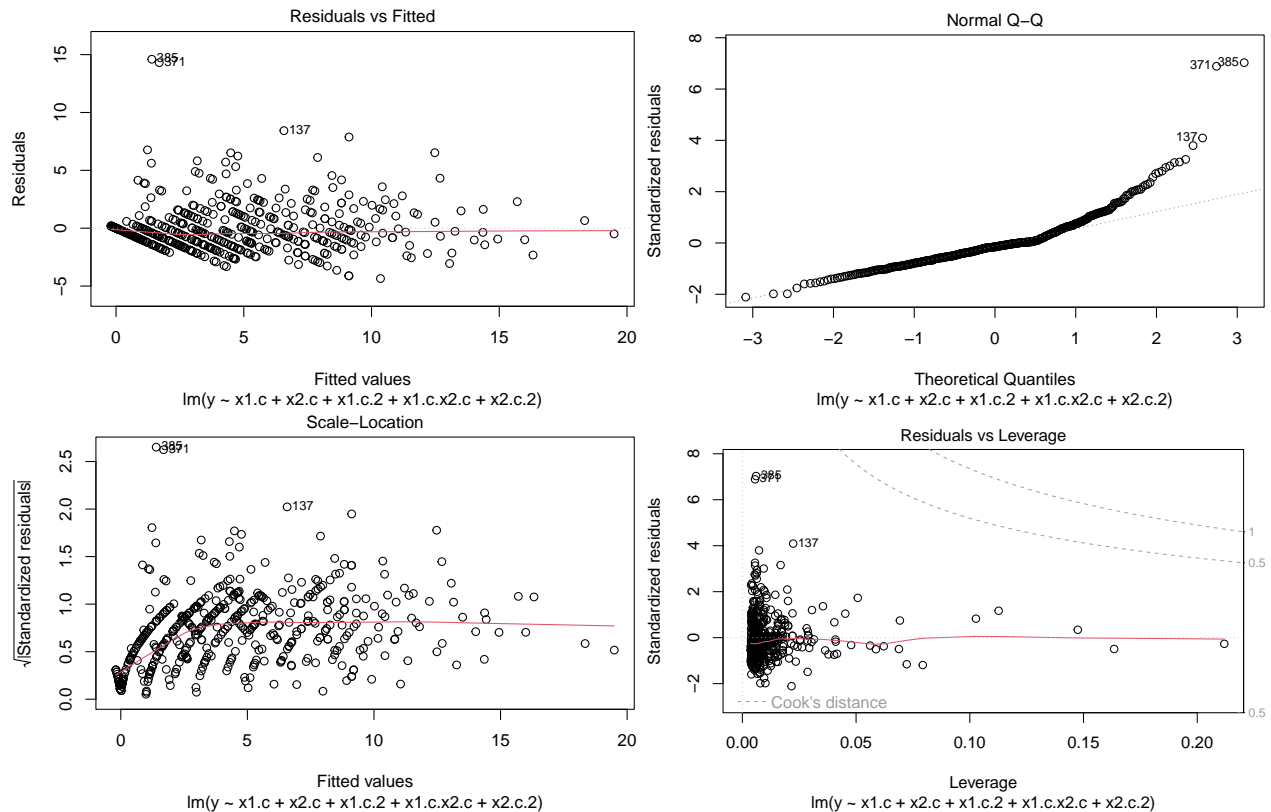 Residuals vs Fitted
Residuals
−5 0 5 10 15
385
371
137
0 5 10 15 20
Fitted values
lm(y ~ x1.c + x2.c + x1.c.2 + x1.c.x2.c + x2.c.2)
Normal Q−Q
Standardized residuals
−2 0 2 4 6 8
371 385
137
−3 −2 −1 0 1 2 3
Theoretical Quantiles
lm(y ~ x1.c + x2.c + x1.c.2 + x1.c.x2.c + x2.c.2)
Scale−Location
√|Standardized residuals|
0.0 0.5 1.0 1.5 2.0 2.5
385
371
137
0 5 10 15 20
Fitted values
lm(y ~ x1.c + x2.c + x1.c.2 + x1.c.x2.c + x2.c.2)
Residuals vs Leverage
Standardized residuals
−2 0 2 4 6 8
385
371
137
1
0.5
0.5
Cook's distance
0.00 0.05 0.10 0.15 0.20
Leverage
lm(y ~ x1.c + x2.c + x1.c.2 + x1.c.x2.c + x2.c.2)